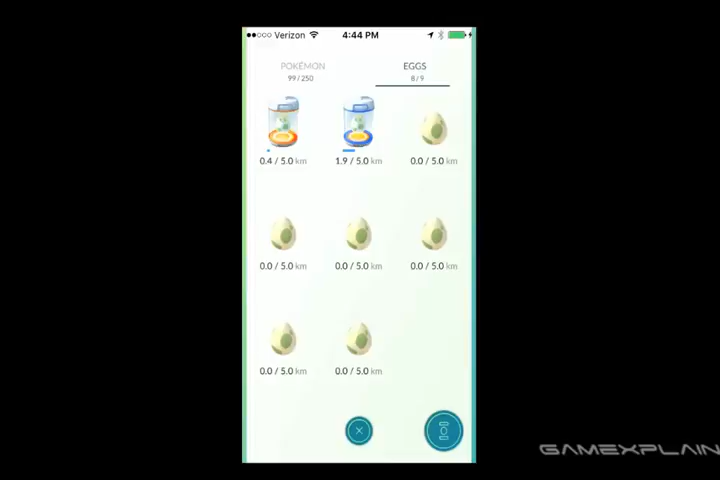 Verizon 4:44 PM
POKÉMON EGGS
99 / 250 8 / 9
0.4 / 5.0 km 1.9 / 5.0 km 0.0 / 5.0 km
0.0 / 5.0 km 0.0 / 5.0 km 0.0 / 5.0 km
0.0 / 5.0 km 0.0 / 5.0 km
GAMEXPLAIN